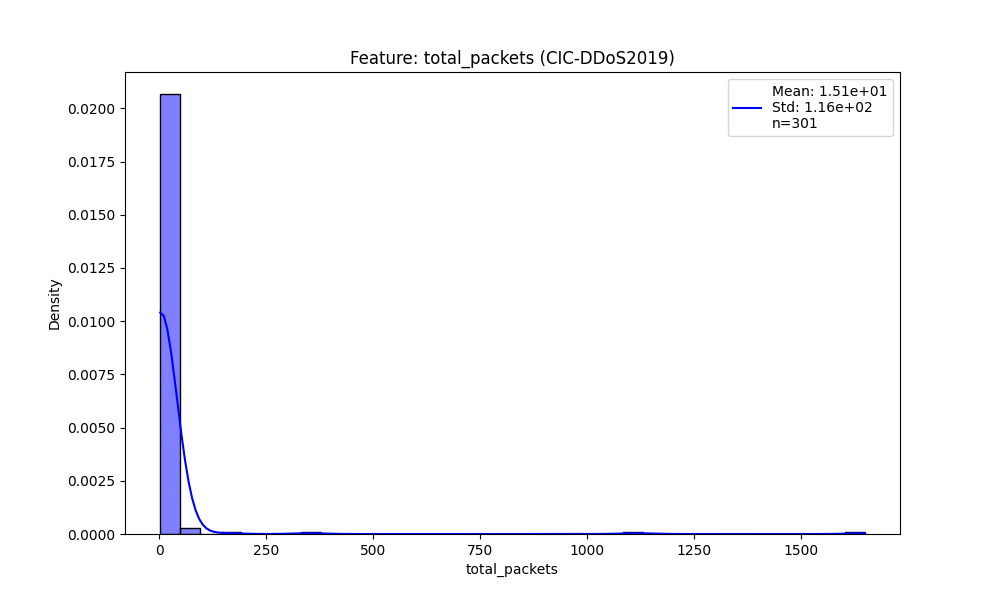 Feature: total_packets (CIC-DDoS2019)
Mean: 1.51e+01
Std: 1.16e+02
n=301
0.0200
0.0175
0.0150
0.0125
0.0100
0.0075
0.0050
0.0025
0.0000
Density
0 250 500 750 1000 1250 1500
total_packets